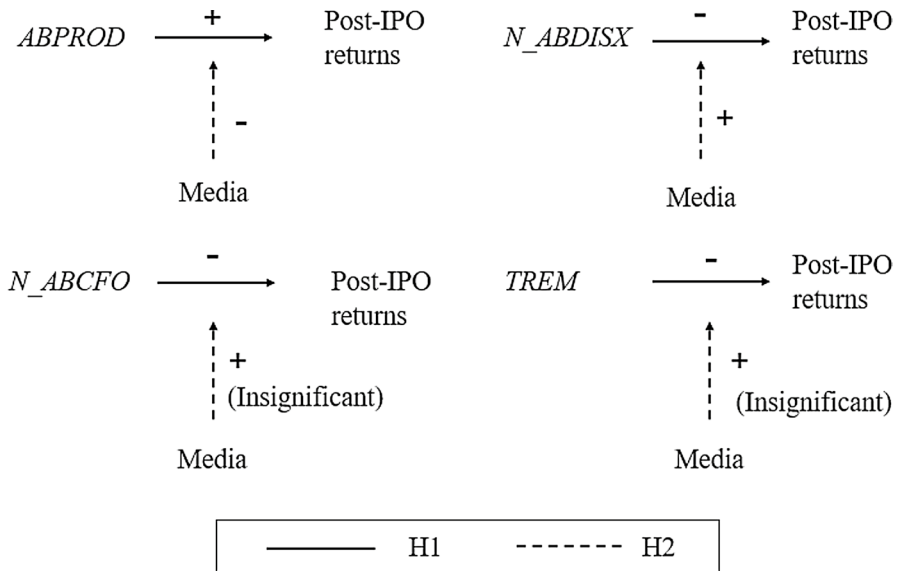 ABPROD
+
Post-IPO
returns
-
Media
N_ABDISX
-
Post-IPO
returns
+
Media
N_ABCFO
-
Post-IPO
returns
+
(Insignificant)
Media
TREM
-
Post-IPO
returns
+
(Insignificant)
Media
H1
H2